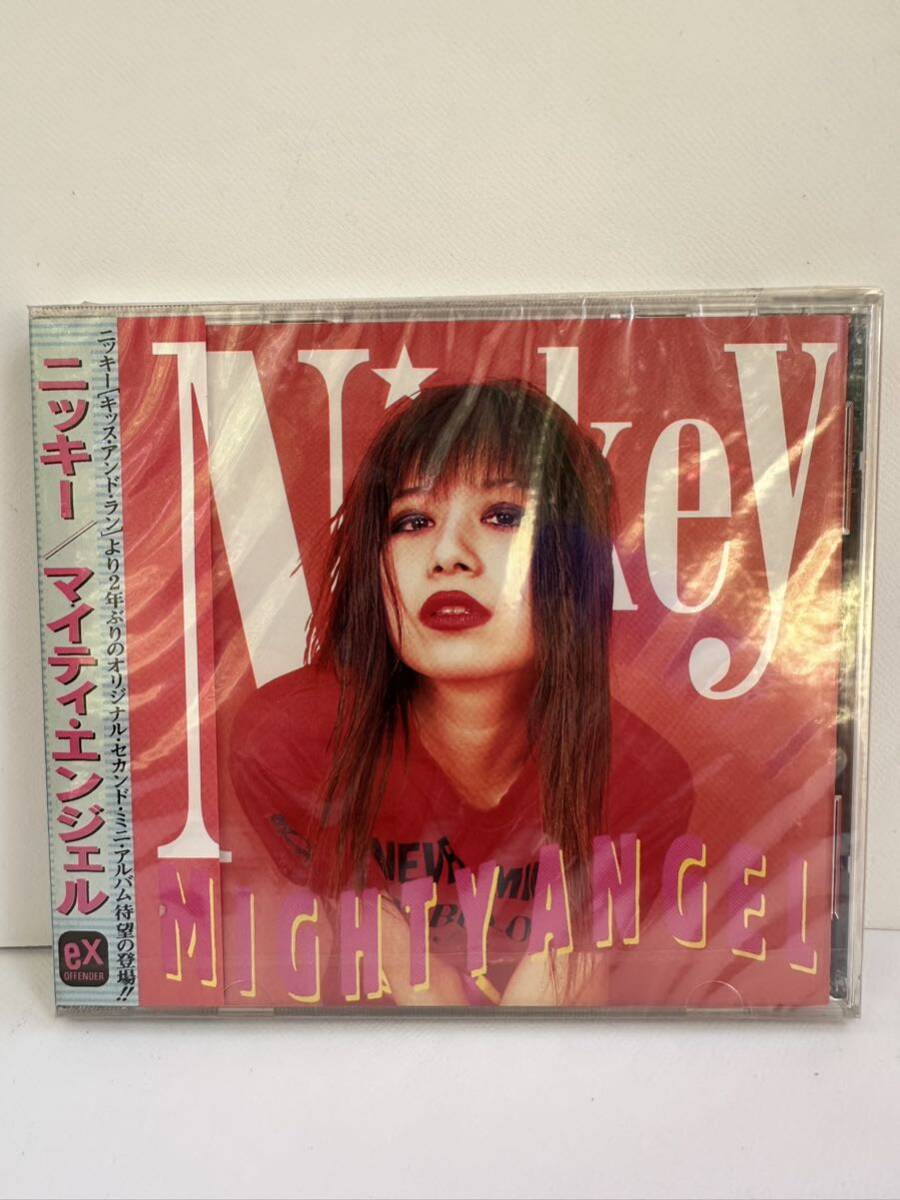 ニッキー／マイティ・エンジェル
ニッキー[キッス・アンド・ラン]より2年ぶりのオリジナル・セカンド・ミニ・アルバム待望の登場!!
eX
OFFENDER
Nickey
MIGHTY ANGEL